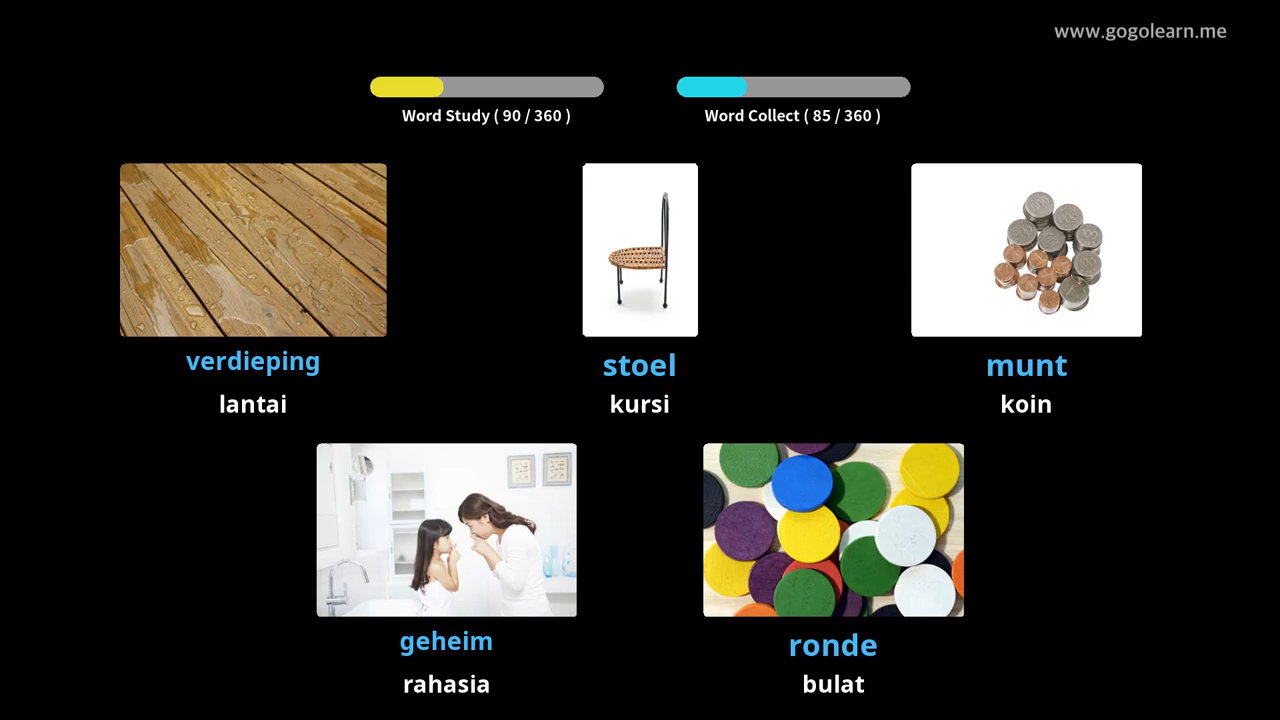 www.gogolearn.me
Word Study ( 90 / 360 )
Word Collect ( 85 / 360 )
verdieping
stoel
munt
lantai
kursi
koin
geheim
ronde
rahasia
bulat